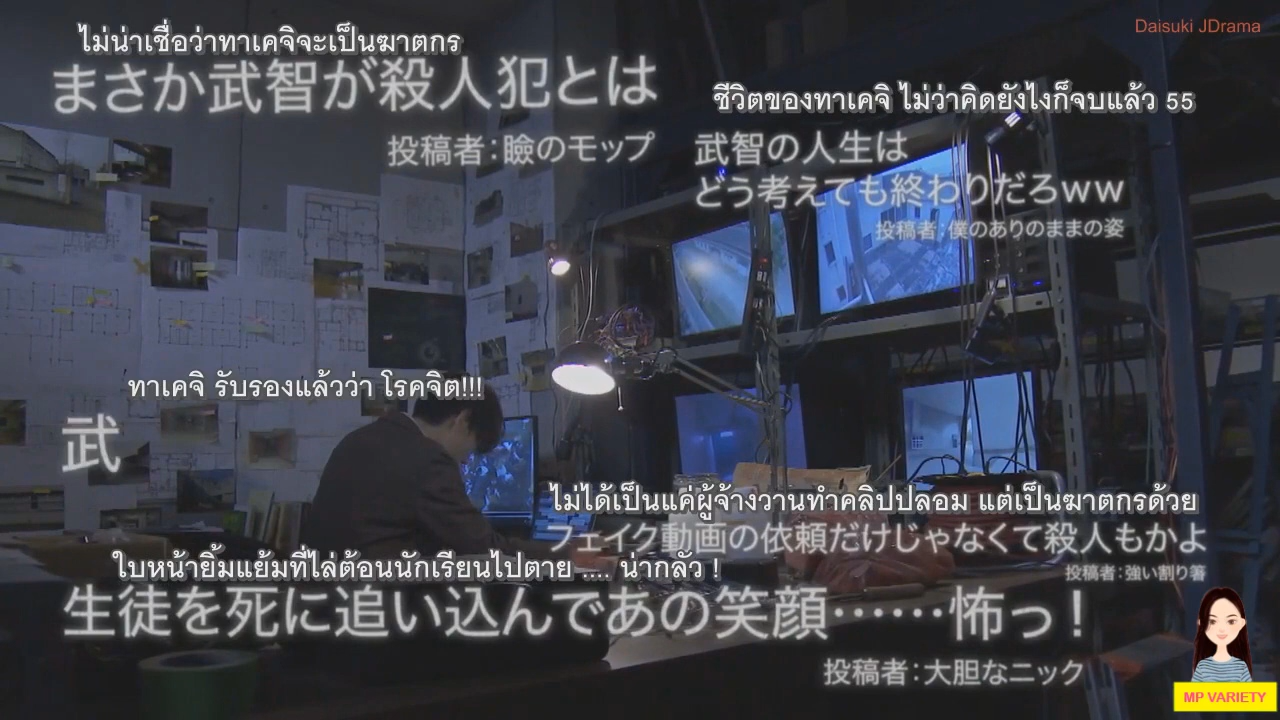 Daisuki JDrama
ไม่น่าเชื่อว่าทาเคจิจะเป็นฆาตกร
まさか武智が殺人犯とは
投稿者：瞼のモップ
ชีวิตของทาเคจิ ไม่ว่าคิดยังไงก็จบแล้ว 55
武智の人生は
どう考えても終わりだろww
投稿者：僕のありのままの姿
ทาเคจิ รับรองแล้วว่า โรคจิต!!!
武
ไม่ได้เป็นแค่ผู้จ้างวานทำคลิปปลอม แต่เป็นฆาตกรด้วย
フェイク動画の依頼だけじゃなくて殺人もかよ
投稿者：強い割り箸
ใบหน้ายิ้มแย้มที่ไล่ต้อนนักเรียนไปตาย .... น่ากลัว !
生徒を死に追い込んであの笑顔……怖っ！
投稿者：大胆なニック
MP VARIETY